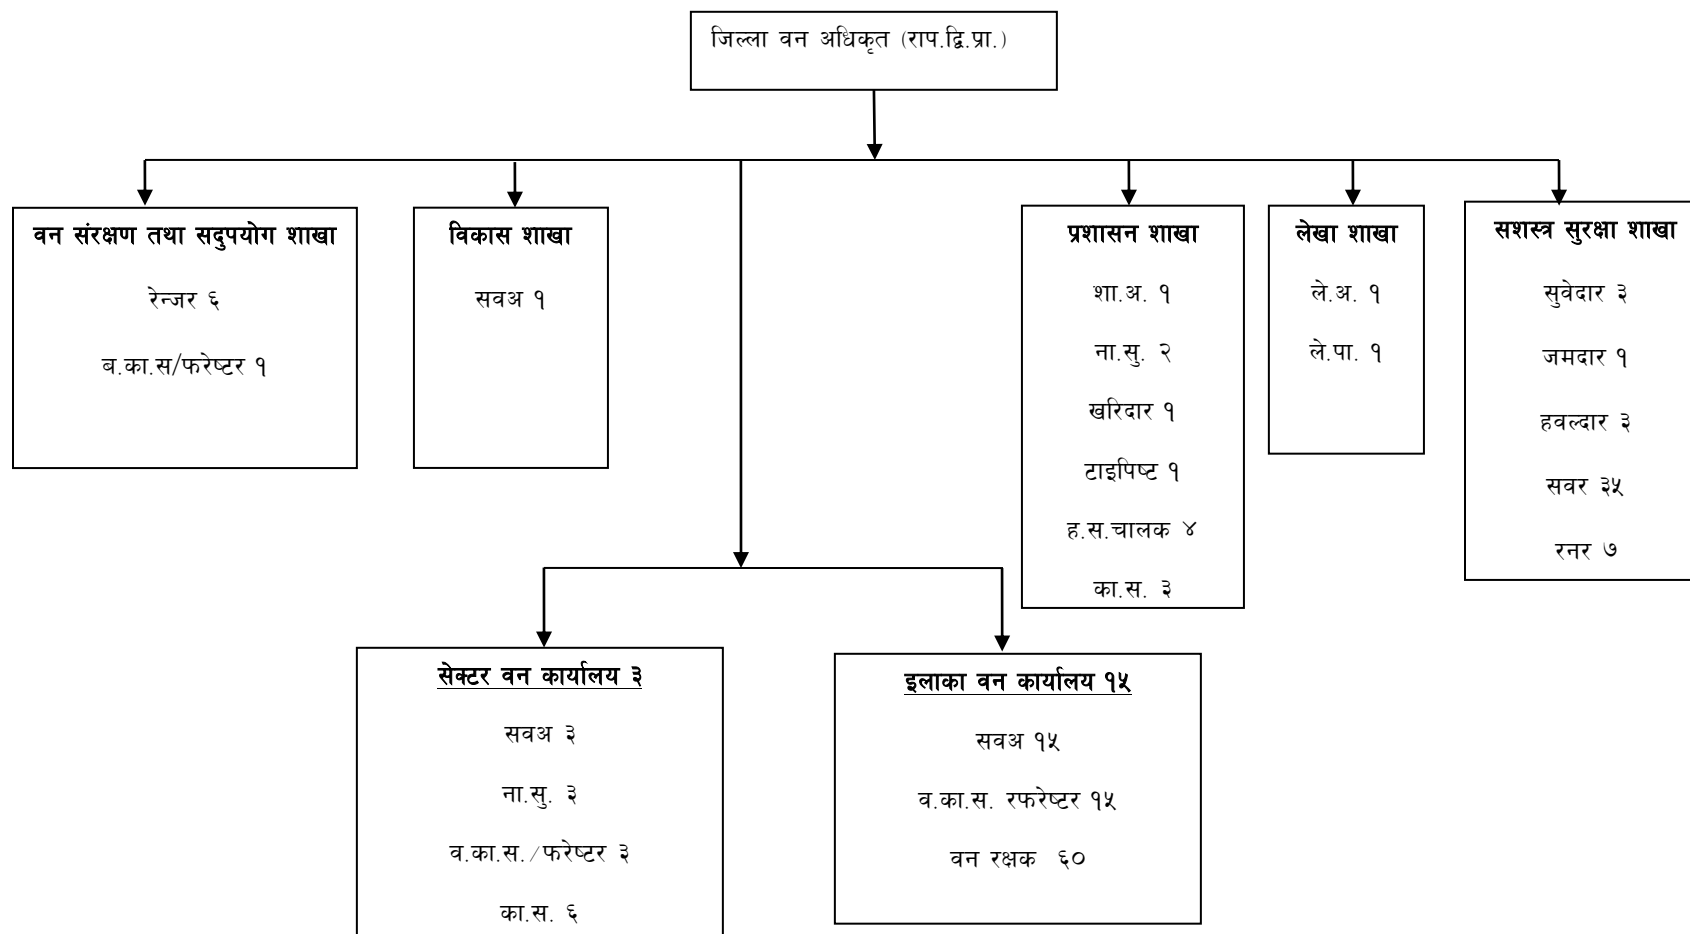 जिल्ला वन अधिकृत (राप.द्वि.प्रा.)
वन संरक्षण तथा सदुपयोग शाखा
रेन्जर ६
ब.का.स/फरेष्टर १
विकास शाखा
सवअ १
प्रशासन शाखा
शा.अ. १
ना.सु. २
खरिदार १
टाइपिष्ट १
ह.स.चालक ४
का.स. ३
लेखा शाखा
ले.अ. १
ले.पा. १
सशस्त्र सुरक्षा शाखा
सुवेदार ३
जमदार १
हवल्दार ३
सवर ३५
रनर ७
सेक्टर वन कार्यालय ३
सवअ ३
ना.सु. ३
व.का.स./फरेष्टर ३
का.स. ६
इलाका वन कार्यालय १५
सवअ १५
व.का.स. रफरेष्टर १५
वन रक्षक ६०